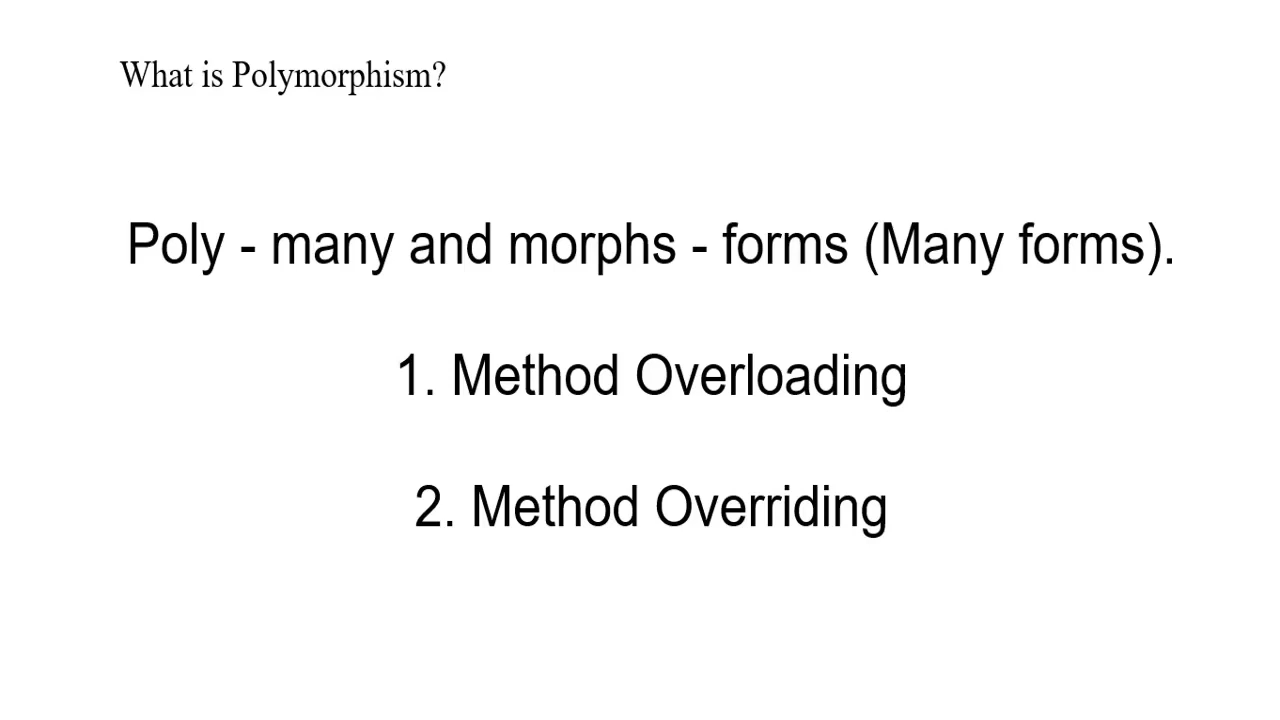 What is Polymorphism?
Poly - many and morphs - forms (Many forms).
1. Method Overloading
2. Method Overriding